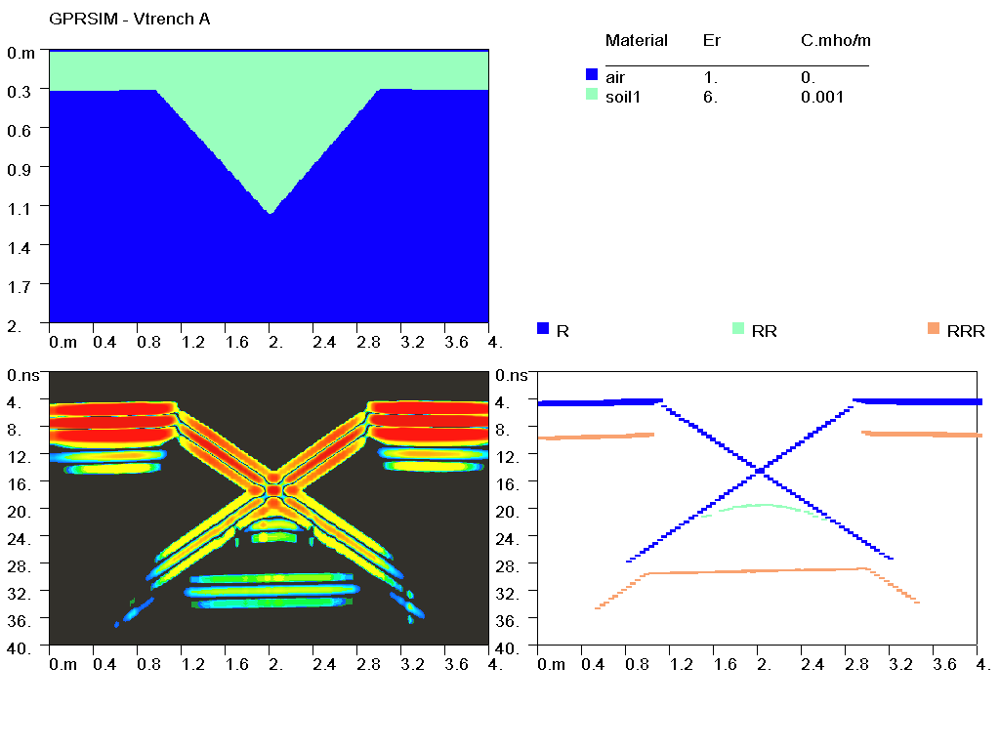 GPRSIM - Vtrench A
Material Er C.mho/m
air 1. 0.
soil1 6. 0.001
0.m
0.3
0.6
0.9
1.1
1.4
1.7
2.
0.m 0.4 0.8 1.2 1.6 2. 2.4 2.8 3.2 3.6 4.
R RR RRR
0.ns
4.
8.
12.
16.
20.
24.
28.
32.
36.
40.
0.m 0.4 0.8 1.2 1.6 2. 2.4 2.8 3.2 3.6 4.
0.ns
4.
8.
12.
16.
20.
24.
28.
32.
36.
40.
0.m 0.4 0.8 1.2 1.6 2. 2.4 2.8 3.2 3.6 4.